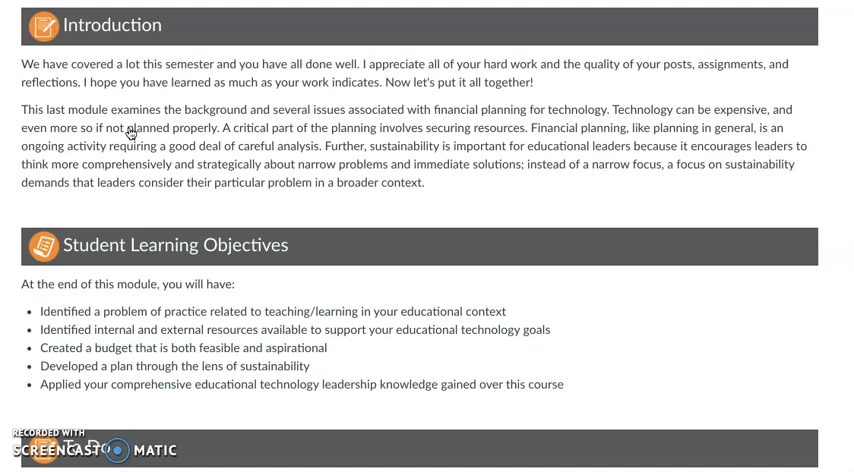 Introduction
We have covered a lot this semester and you have all done well. I appreciate all of your hard work and the quality of your posts, assignments, and
reflections. I hope you have learned as much as your work indicates. Now let's put it all together!
This last module examines the background and several issues associated with financial planning for technology. Technology can be expensive, and
even more so if not planned properly. A critical part of the planning involves securing resources. Financial planning, like planning in general, is an
ongoing activity requiring a good deal of careful analysis. Further, sustainability is important for educational leaders because it encourages leaders to
think more comprehensively and strategically about narrow problems and immediate solutions; instead of a narrow focus, a focus on sustainability
demands that leaders consider their particular problem in a broader context.
Student Learning Objectives
At the end of this module, you will have:
• Identified a problem of practice related to teaching/learning in your educational context
• Identified internal and external resources available to support your educational technology goals
• Created a budget that is both feasible and aspirational
• Developed a plan through the lens of sustainability
• Applied your comprehensive educational technology leadership knowledge gained over this course
To Do
RECORDED WITH
SCREENCAST MATIC